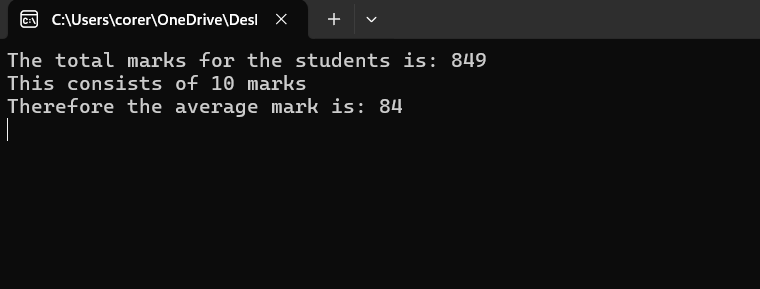 C:\Users\corer\OneDrive\Des
The total marks for the students is: 849
This consists of 10 marks
Therefore the average mark is: 84